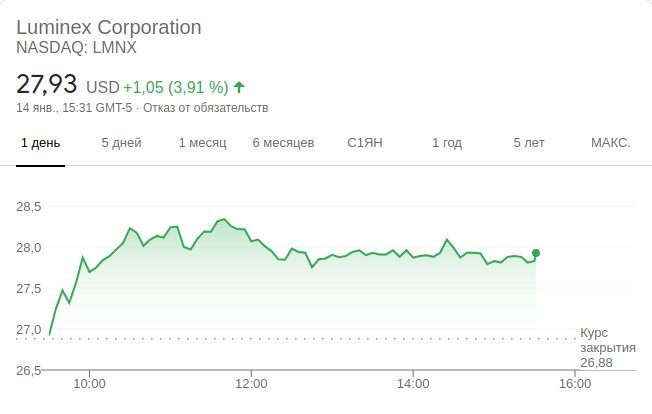 Luminex Corporation
NASDAQ: LMNX
27,93 USD +1,05 (3,91 %)
14 янв., 15:31 GMT-5 · Отказ от обязательств
1 день 5 дней 1 месяц 6 месяцев С1ЯН 1 год 5 лет МАКС.
28,5
28,0
27,5
27,0
26,5
Курс
закрытия
26,88
10:00 12:00 14:00 16:00